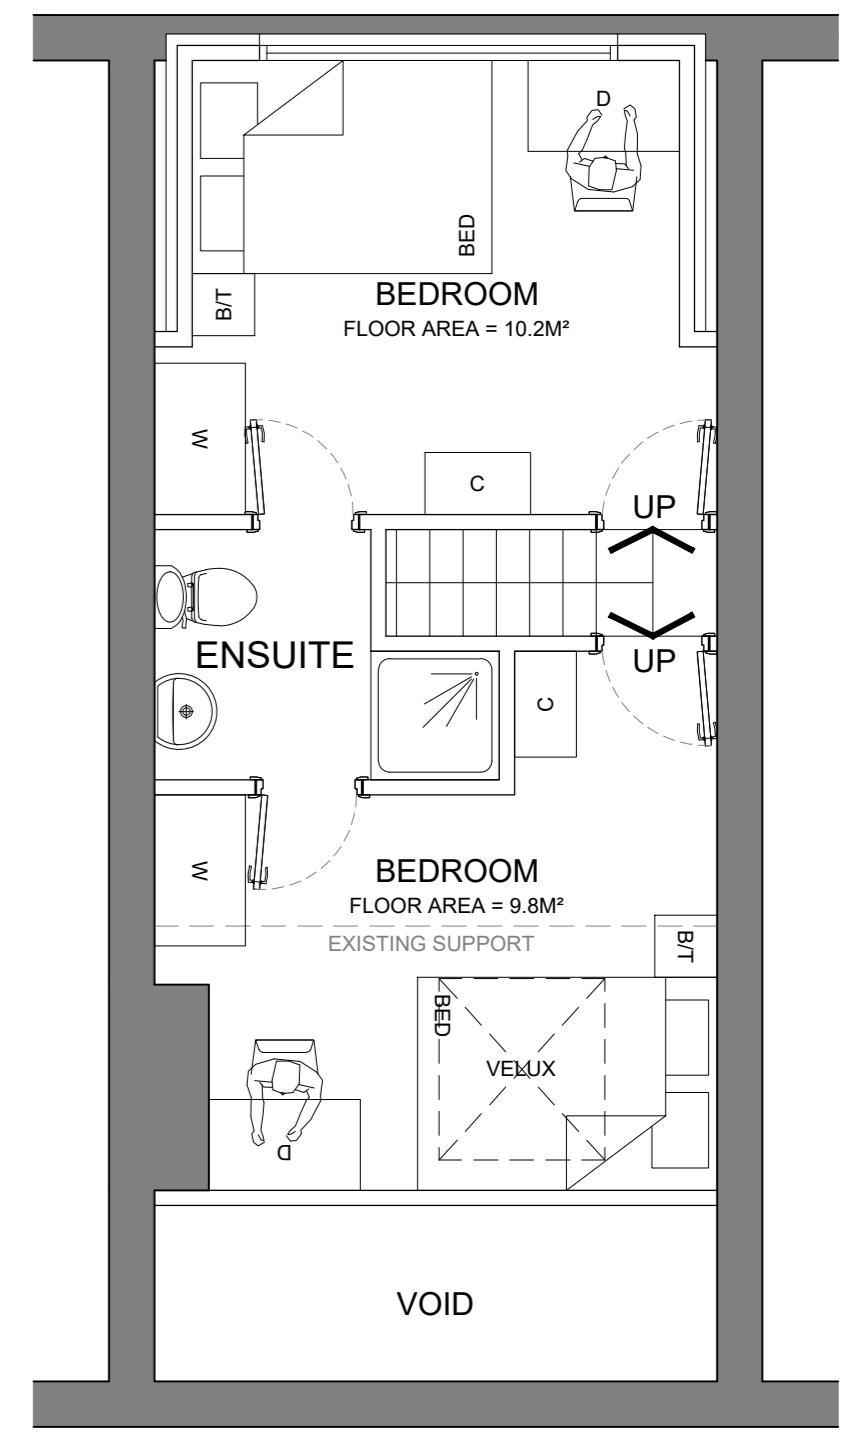 D
BED
BEDROOM
FLOOR AREA = 10.2M²
B/T
W
C
UP
ENSUITE
UP
C
W
BEDROOM
FLOOR AREA = 9.8M²
EXISTING SUPPORT
B/T
BED
VELUX
D
VOID